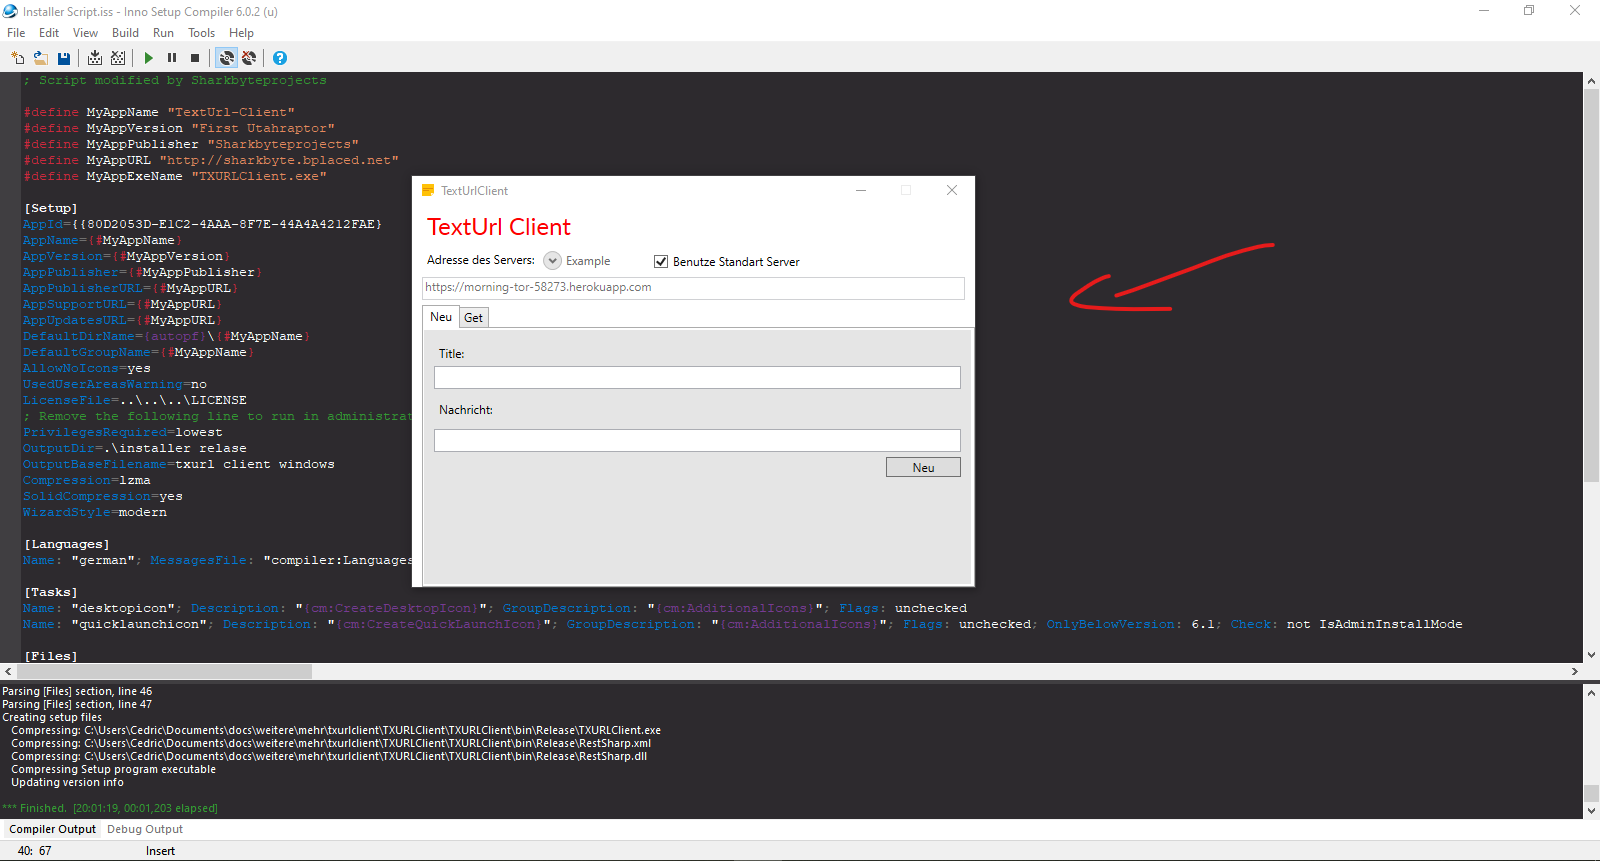 Installer Script.iss - Inno Setup Compiler 6.0.2 (u)
File Edit View Build Run Tools Help
; Script modified by Sharkbyteprojects
#define MyAppName "TextUrl-Client"
#define MyAppVersion "First Utahraptor"
#define MyAppPublisher "Sharkbyteprojects"
#define MyAppURL "http://sharkbyte.bplaced.net"
#define MyAppExeName "TXURLClient.exe"
[Setup]
AppId={{80D2053D-E1C2-4AAA-8F7E-44A4A4212FAE}
AppName={#MyAppName}
AppVersion={#MyAppVersion}
AppPublisher={#MyAppPublisher}
AppPublisherURL={#MyAppURL}
AppSupportURL={#MyAppURL}
AppUpdatesURL={#MyAppURL}
DefaultDirName={autopf}\{#MyAppName}
DefaultGroupName={#MyAppName}
AllowNoIcons=yes
UsedUserAreasWarning=no
LicenseFile=..\..\..\LICENSE
; Remove the following line to run in administrat
PrivilegesRequired=lowest
OutputDir=.\installer relase
OutputBaseFilename=txurl client windows
Compression=lzma
SolidCompression=yes
WizardStyle=modern
[Languages]
Name: "german"; MessagesFile: "compiler:Languages
[Tasks]
Name: "desktopicon"; Description: "{cm:CreateDesktopIcon}"; GroupDescription: "{cm:AdditionalIcons}"; Flags: unchecked
Name: "quicklaunchicon"; Description: "{cm:CreateQuickLaunchIcon}"; GroupDescription: "{cm:AdditionalIcons}"; Flags: unchecked; OnlyBelowVersion: 6.1; Check: not IsAdminInstallMode
[Files]
TextUrlClient
TextUrl Client
Adresse des Servers: Example Benutze Standart Server
https://morning-tor-58273.herokuapp.com
Neu Get
Title:
Nachricht:
Neu
Parsing [Files] section, line 46
Parsing [Files] section, line 47
Creating setup files
Compressing: C:\Users\Cedric\Documents\docs\weitere\mehr\txurlclient\TXURLClient\TXURLClient\bin\Release\TXURLClient.exe
Compressing: C:\Users\Cedric\Documents\docs\weitere\mehr\txurlclient\TXURLClient\TXURLClient\bin\Release\RestSharp.xml
Compressing: C:\Users\Cedric\Documents\docs\weitere\mehr\txurlclient\TXURLClient\TXURLClient\bin\Release\RestSharp.dll
Compressing Setup program executable
Updating version info
*** Finished. [20:01:19, 00:01,203 elapsed]
Compiler Output Debug Output
40: 67 Insert